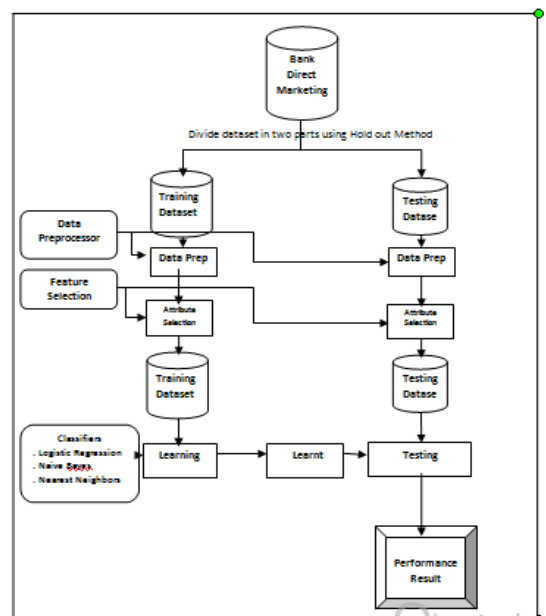 Bank
Direct
Marketing
Divide dataset in two parts using Hold out Method
Training
Dataset
Testing
Datase
Data
Preprocessor
Data Prep
Data Prep
Feature
Selection
Attribute
Selection
Attribute
Selection
Training
Dataset
Testing
Datase
Classifiers
. Logistic Regression
. Naive Bayes,
. Nearest Neighbors
Learning
Learnt
Testing
Performance
Result